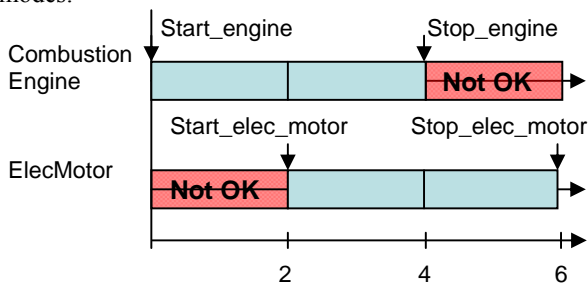 modes.
Start_engine Stop_engine
Combustion
Engine
Not OK
Start_elec_motor Stop_elec_motor
ElecMotor
Not OK
2 4 6